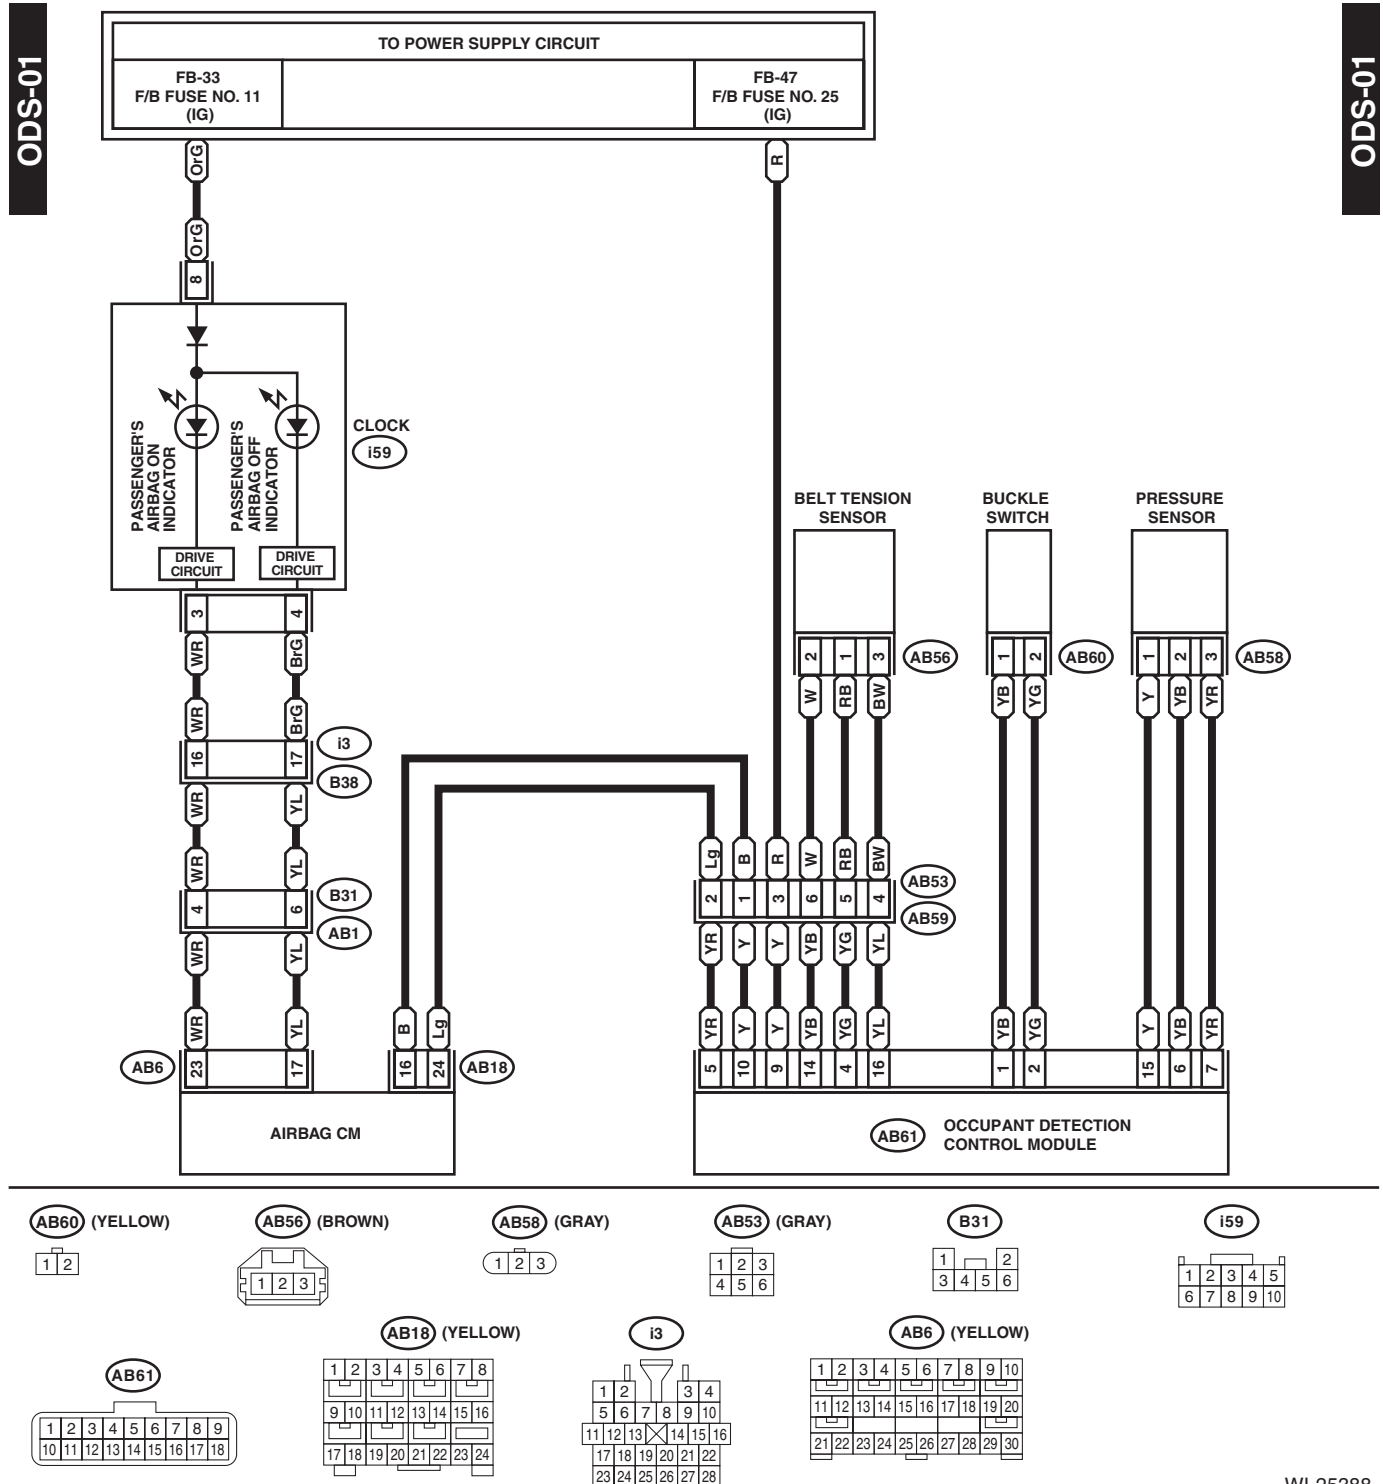 ODS-01
ODS-01
TO POWER SUPPLY CIRCUIT
FB-33
F/B FUSE NO. 11
(IG)
FB-47
F/B FUSE NO. 25
(IG)
OrG
R
OrG
8
PASSENGER'S
AIRBAG ON
INDICATOR
PASSENGER'S
AIRBAG OFF
INDICATOR
CLOCK
i59
DRIVE
CIRCUIT
DRIVE
CIRCUIT
BELT TENSION
SENSOR
BUCKLE
SWITCH
PRESSURE
SENSOR
3 4
WR BrG
2 1 3
AB56
1 2
AB60
1 2 3
AB58
W RB BW
YB YG
Y YB YR
WR BrG
16 17
i3
B38
WR YL
WR YL
4 6
B31
AB1
WR YL
Lg B R W RB BW
2 1 3 6 5 4
AB53
AB59
YR Y Y YB YG YL
WR YL
B Lg
YR Y Y YB YG YL
YB YG
Y YB YR
AB6
23 17
16 24
AB18
5 10 9 14 4 16
1 2
15 6 7
AIRBAG CM
AB61
OCCUPANT DETECTION
CONTROL MODULE
AB60 (YELLOW)
1 2
AB56 (BROWN)
1 2 3
AB58 (GRAY)
1 2 3
AB53 (GRAY)
1 2 3
4 5 6
B31
1 2
3 4 5 6
i59
1 2 3 4 5
6 7 8 9 10
AB61
1 2 3 4 5 6 7 8 9
10 11 12 13 14 15 16 17 18
AB18 (YELLOW)
1 2 3 4 5 6 7 8
9 10 11 12 13 14 15 16
17 18 19 20 21 22 23 24
i3
1 2 3 4
5 6 7 8 9 10
11 12 13 14 15 16
17 18 19 20 21 22
23 24 25 26 27 28
AB6 (YELLOW)
1 2 3 4 5 6 7 8 9 10
11 12 13 14 15 16 17 18 19 20
21 22 23 24 25 26 27 28 29 30